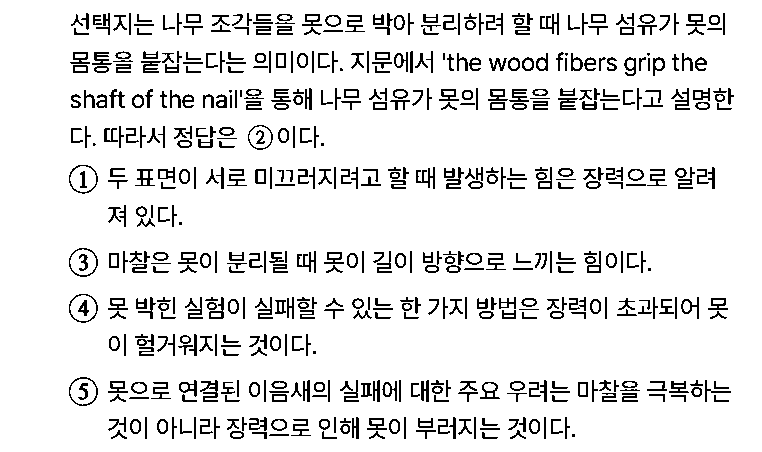 선택지는 나무 조각들을 못으로 박아 분리하려 할 때 나무 섬유가 못의
몸통을 붙잡는다는 의미이다. 지문에서 'the wood fibers grip the
shaft of the nail'을 통해 나무 섬유가 못의 몸통을 붙잡는다고 설명한
다. 따라서 정답은 ②이다.
① 두 표면이 서로 미끄러지려고 할 때 발생하는 힘은 장력으로 알려
져 있다.
③ 마찰은 못이 분리될 때 못이 길이 방향으로 느끼는 힘이다.
④ 못 박힌 실험이 실패할 수 있는 한 가지 방법은 장력이 초과되어 못
이 헐거워지는 것이다.
⑤ 못으로 연결된 이음새의 실패에 대한 주요 우려는 마찰을 극복하는
것이 아니라 장력으로 인해 못이 부러지는 것이다.